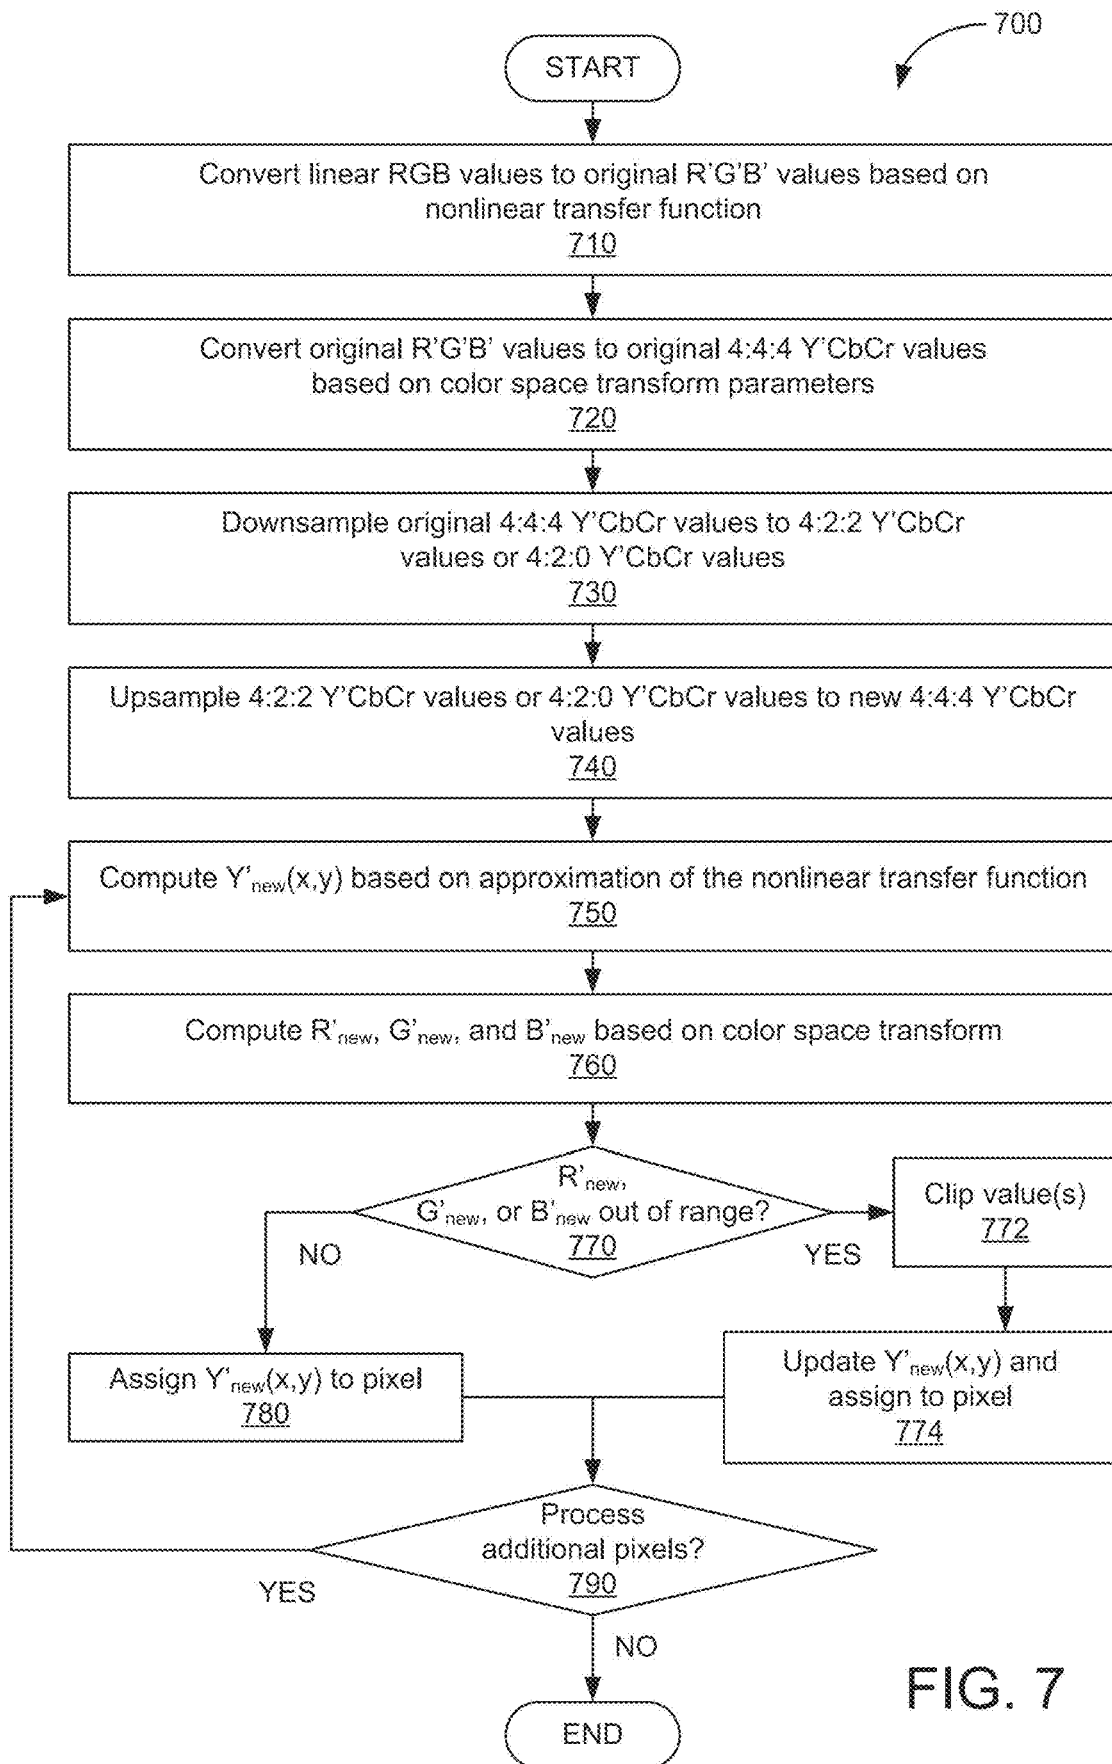 700
START
Convert linear RGB values to original R'G'B' values based on
nonlinear transfer function
710
Convert original R'G'B' values to original 4:4:4 Y'CbCr values
based on color space transform parameters
720
Downsample original 4:4:4 Y'CbCr values to 4:2:2 Y'CbCr
values or 4:2:0 Y'CbCr values
730
Upsample 4:2:2 Y'CbCr values or 4:2:0 Y'CbCr values to new 4:4:4 Y'CbCr
values
740
Compute Y'new(x,y) based on approximation of the nonlinear transfer function
750
Compute R'new, G'new, and B'new based on color space transform
760
R'new,
G'new, or B'new out of range?
770
NO
YES
Clip value(s)
772
Assign Y'new(x,y) to pixel
780
Update Y'new(x,y) and
assign to pixel
774
Process
additional pixels?
790
YES
NO
END
FIG. 7